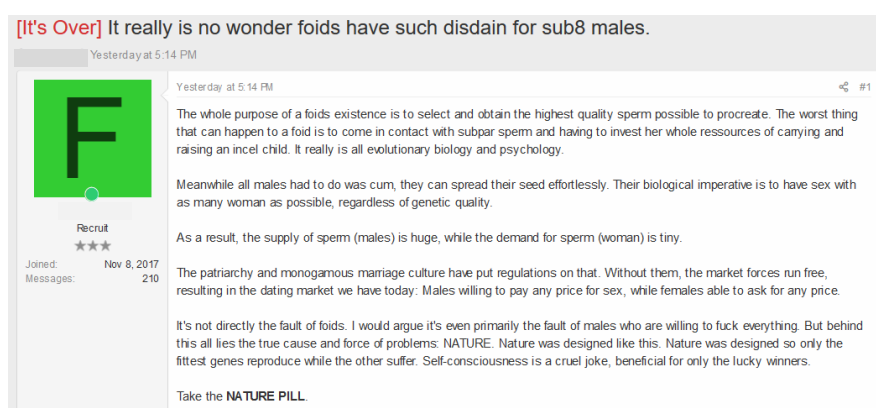 [It's Over] It really is no wonder foids have such disdain for sub8 males.
Yesterday at 5:14 PM
Yesterday at 5:14 PM
#1
F
The whole purpose of a foids existence is to select and obtain the highest quality sperm possible to procreate. The worst thing
that can happen to a foid is to come in contact with subpar sperm and having to invest her whole ressources of carrying and
raising an incel child. It really is all evolutionary biology and psychology.
Meanwhile all males had to do was cum, they can spread their seed effortlessly. Their biological imperative is to have sex with
as many woman as possible, regardless of genetic quality.
Recruit
As a result, the supply of sperm (males) is huge, while the demand for sperm (woman) is tiny.
Joined: Nov 8, 2017
Messages: 210
The patriarchy and monogamous marriage culture have put regulations on that. Without them, the market forces run free,
resulting in the dating market we have today: Males willing to pay any price for sex, while females able to ask for any price.
It's not directly the fault of foids. I would argue it's even primarily the fault of males who are willing to fuck everything. But behind
this all lies the true cause and force of problems: NATURE. Nature was designed like this. Nature was designed so only the
fittest genes reproduce while the other suffer. Self-consciousness is a cruel joke, beneficial for only the lucky winners.
Take the NATURE PILL.